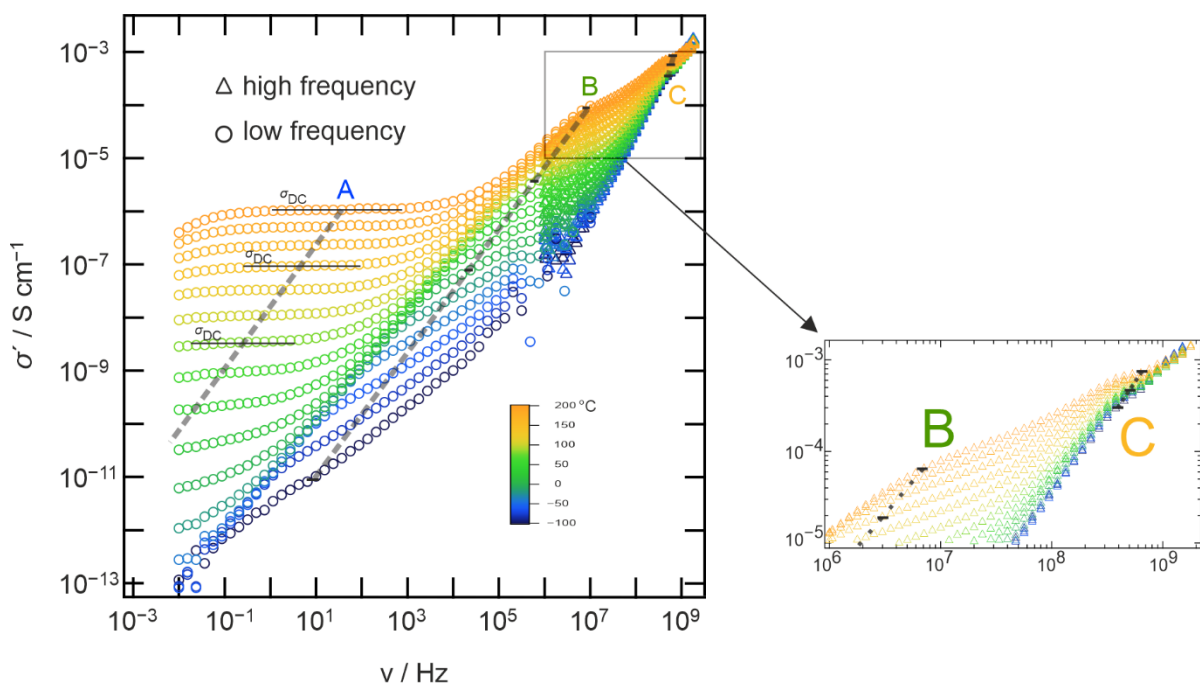 σ′ / S cm⁻¹
10⁻³
10⁻⁵
10⁻⁷
10⁻⁹
10⁻¹¹
10⁻¹³
△ high frequency
○ low frequency
B
C
A
σDC
σDC
σDC
200 °C
150
100
50
0
−50
−100
10⁻³ 10⁻¹ 10¹ 10³ 10⁵ 10⁷ 10⁹
ν / Hz
10⁻³
10⁻⁴
10⁻⁵
B
C
10⁶ 10⁷ 10⁸ 10⁹